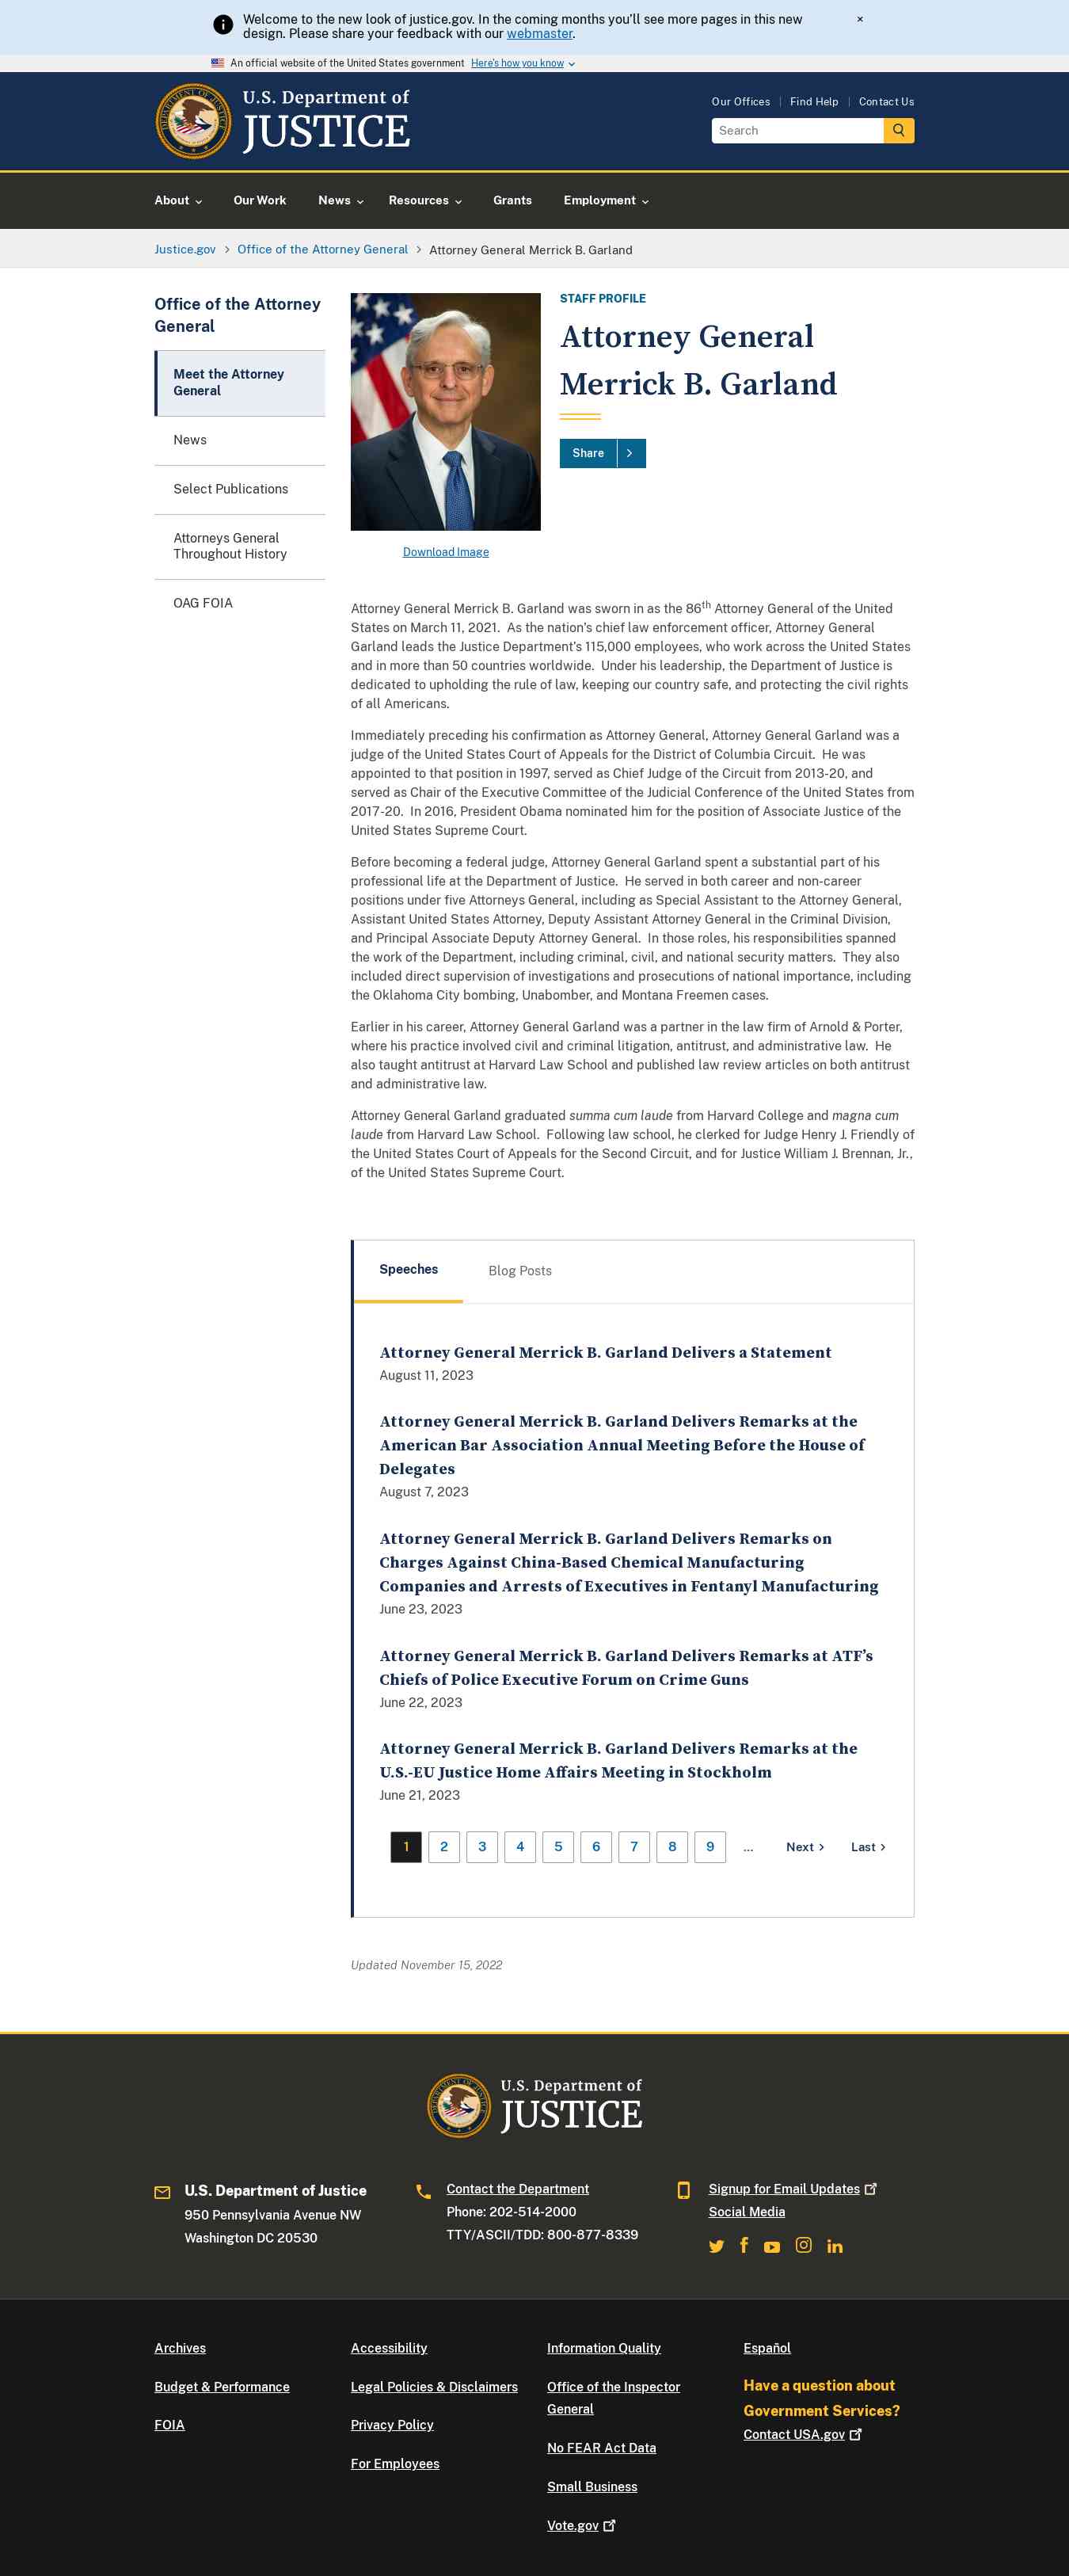 Welcome to the new look of justice.gov. In the coming months you'll see more pages in this new
design. Please share your feedback with our webmaster.
×
An official website of the United States government Here's how you know
U.S. Department of
JUSTICE
Our Offices | Find Help | Contact Us
Search
About Our Work News Resources Grants Employment
Justice.gov > Office of the Attorney General > Attorney General Merrick B. Garland
Office of the Attorney
General
Meet the Attorney
General
News
Select Publications
Attorneys General
Throughout History
OAG FOIA
STAFF PROFILE
Attorney General
Merrick B. Garland
Share >
Download Image
Attorney General Merrick B. Garland was sworn in as the 86th Attorney General of the United
States on March 11, 2021.  As the nation's chief law enforcement officer, Attorney General
Garland leads the Justice Department's 115,000 employees, who work across the United States
and in more than 50 countries worldwide.  Under his leadership, the Department of Justice is
dedicated to upholding the rule of law, keeping our country safe, and protecting the civil rights
of all Americans.
Immediately preceding his confirmation as Attorney General, Attorney General Garland was a
judge of the United States Court of Appeals for the District of Columbia Circuit.  He was
appointed to that position in 1997, served as Chief Judge of the Circuit from 2013-20, and
served as Chair of the Executive Committee of the Judicial Conference of the United States from
2017-20.  In 2016, President Obama nominated him for the position of Associate Justice of the
United States Supreme Court.
Before becoming a federal judge, Attorney General Garland spent a substantial part of his
professional life at the Department of Justice.  He served in both career and non-career
positions under five Attorneys General, including as Special Assistant to the Attorney General,
Assistant United States Attorney, Deputy Assistant Attorney General in the Criminal Division,
and Principal Associate Deputy Attorney General.  In those roles, his responsibilities spanned
the work of the Department, including criminal, civil, and national security matters.  They also
included direct supervision of investigations and prosecutions of national importance, including
the Oklahoma City bombing, Unabomber, and Montana Freemen cases.
Earlier in his career, Attorney General Garland was a partner in the law firm of Arnold & Porter,
where his practice involved civil and criminal litigation, antitrust, and administrative law.  He
also taught antitrust at Harvard Law School and published law review articles on both antitrust
and administrative law.
Attorney General Garland graduated summa cum laude from Harvard College and magna cum
laude from Harvard Law School.  Following law school, he clerked for Judge Henry J. Friendly of
the United States Court of Appeals for the Second Circuit, and for Justice William J. Brennan, Jr.,
of the United States Supreme Court.
Speeches Blog Posts
Attorney General Merrick B. Garland Delivers a Statement
August 11, 2023
Attorney General Merrick B. Garland Delivers Remarks at the
American Bar Association Annual Meeting Before the House of
Delegates
August 7, 2023
Attorney General Merrick B. Garland Delivers Remarks on
Charges Against China-Based Chemical Manufacturing
Companies and Arrests of Executives in Fentanyl Manufacturing
June 23, 2023
Attorney General Merrick B. Garland Delivers Remarks at ATF's
Chiefs of Police Executive Forum on Crime Guns
June 22, 2023
Attorney General Merrick B. Garland Delivers Remarks at the
U.S.-EU Justice Home Affairs Meeting in Stockholm
June 21, 2023
1 2 3 4 5 6 7 8 9 … Next > Last >
Updated November 15, 2022
U.S. Department of
JUSTICE
U.S. Department of Justice
950 Pennsylvania Avenue NW
Washington DC 20530
Contact the Department
Phone: 202-514-2000
TTY/ASCII/TDD: 800-877-8339
Signup for Email Updates
Social Media
Archives
Budget & Performance
FOIA
Accessibility
Legal Policies & Disclaimers
Privacy Policy
For Employees
Information Quality
Office of the Inspector
General
No FEAR Act Data
Small Business
Vote.gov
Español
Have a question about
Government Services?
Contact USA.gov